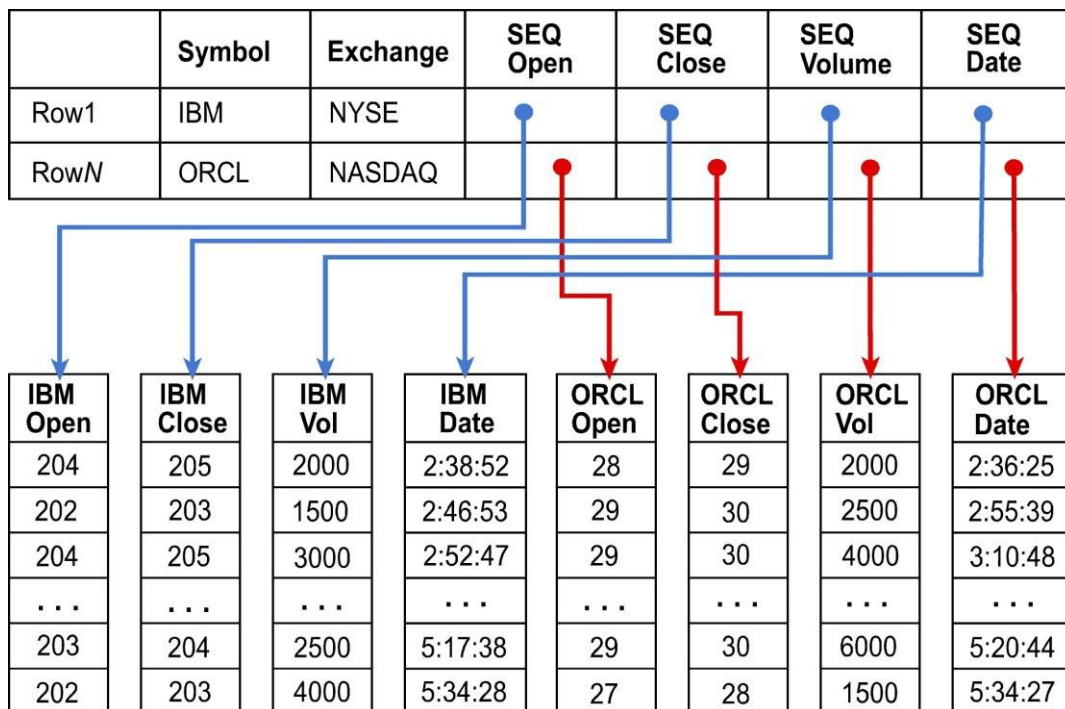 Symbol Exchange SEQ Open SEQ Close SEQ Volume SEQ Date
Row1 IBM NYSE
RowN ORCL NASDAQ
IBM Open IBM Close IBM Vol IBM Date ORCL Open ORCL Close ORCL Vol ORCL Date
204 205 2000 2:38:52 28 29 2000 2:36:25
202 203 1500 2:46:53 29 30 2500 2:55:39
204 205 3000 2:52:47 29 30 4000 3:10:48
. . . . . . . . . . . . . . . . . . . . . . . .
203 204 2500 5:17:38 29 30 6000 5:20:44
202 203 4000 5:34:28 27 28 1500 5:34:27